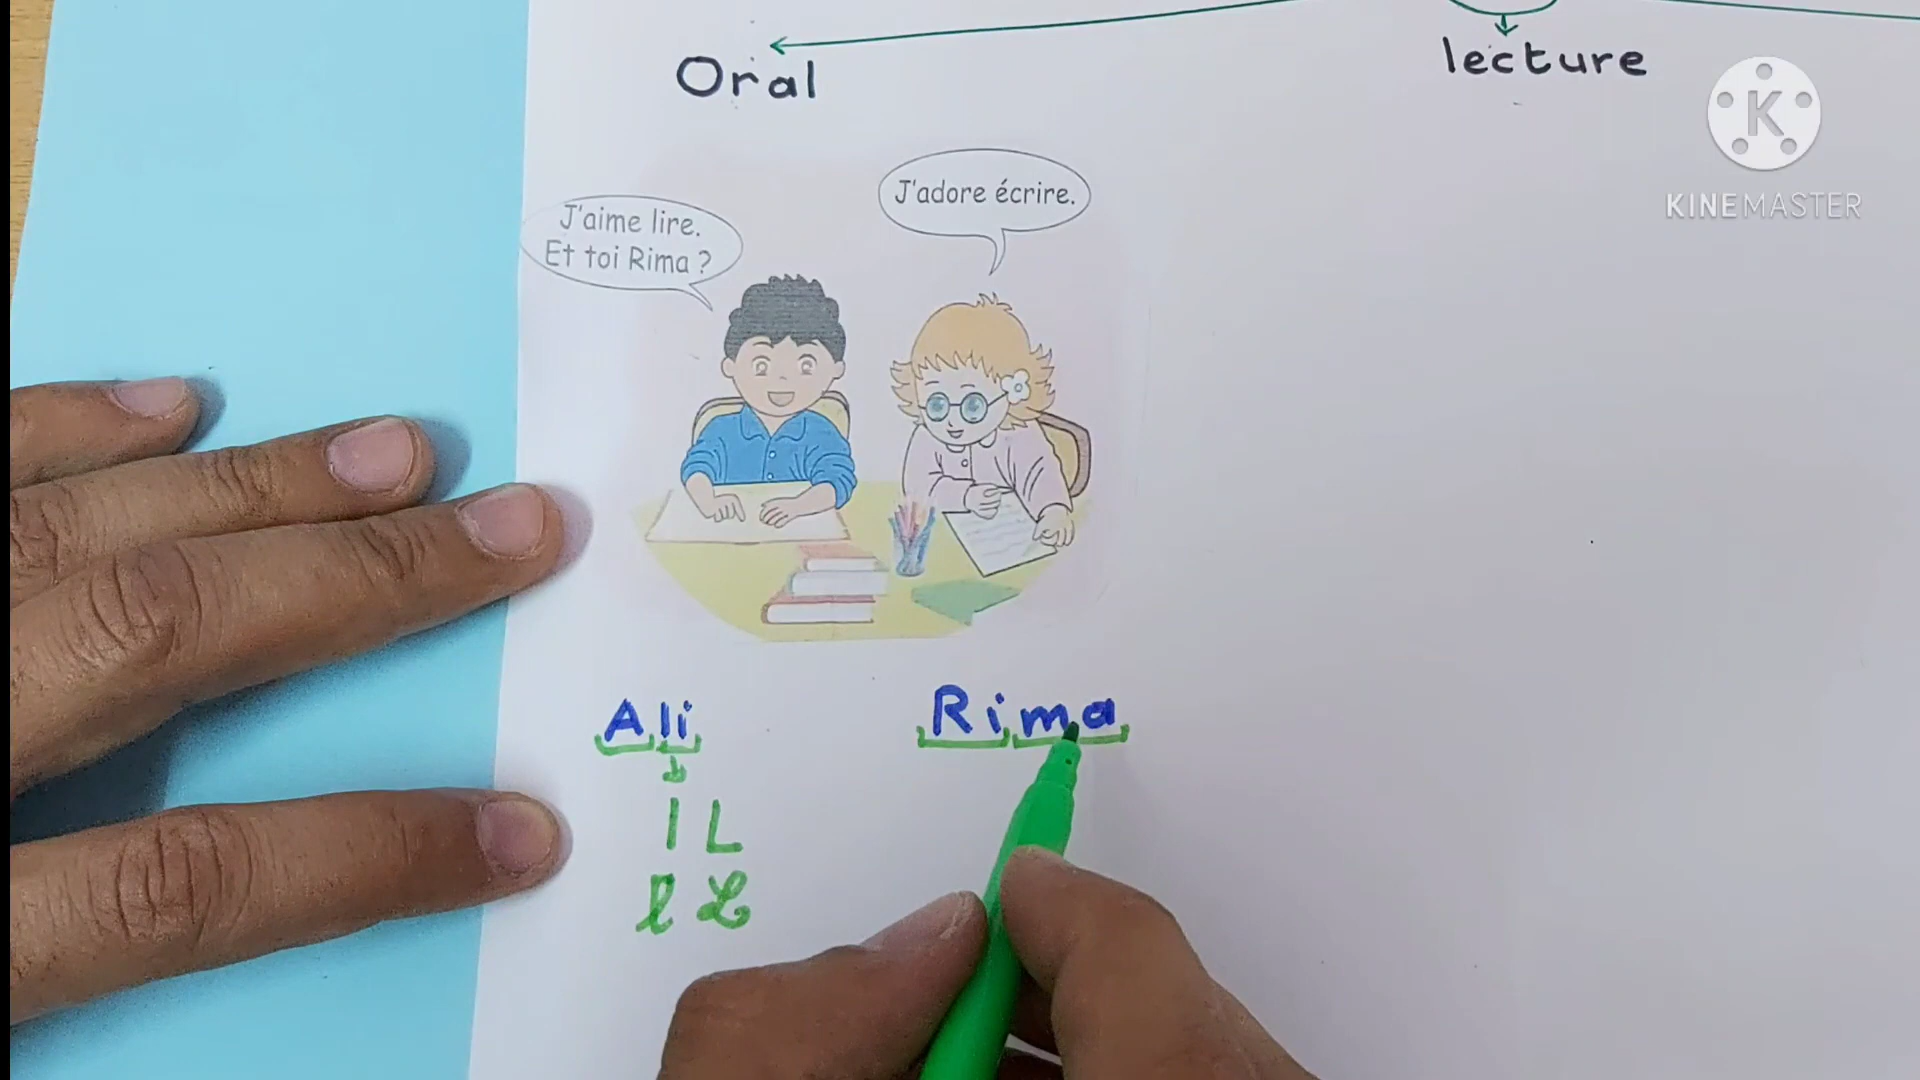 Oral
lecture
K
KINEMASTER
J'adore écrire.
J'aime lire.
Et toi Rima ?
Ali
Rima
l L
l L